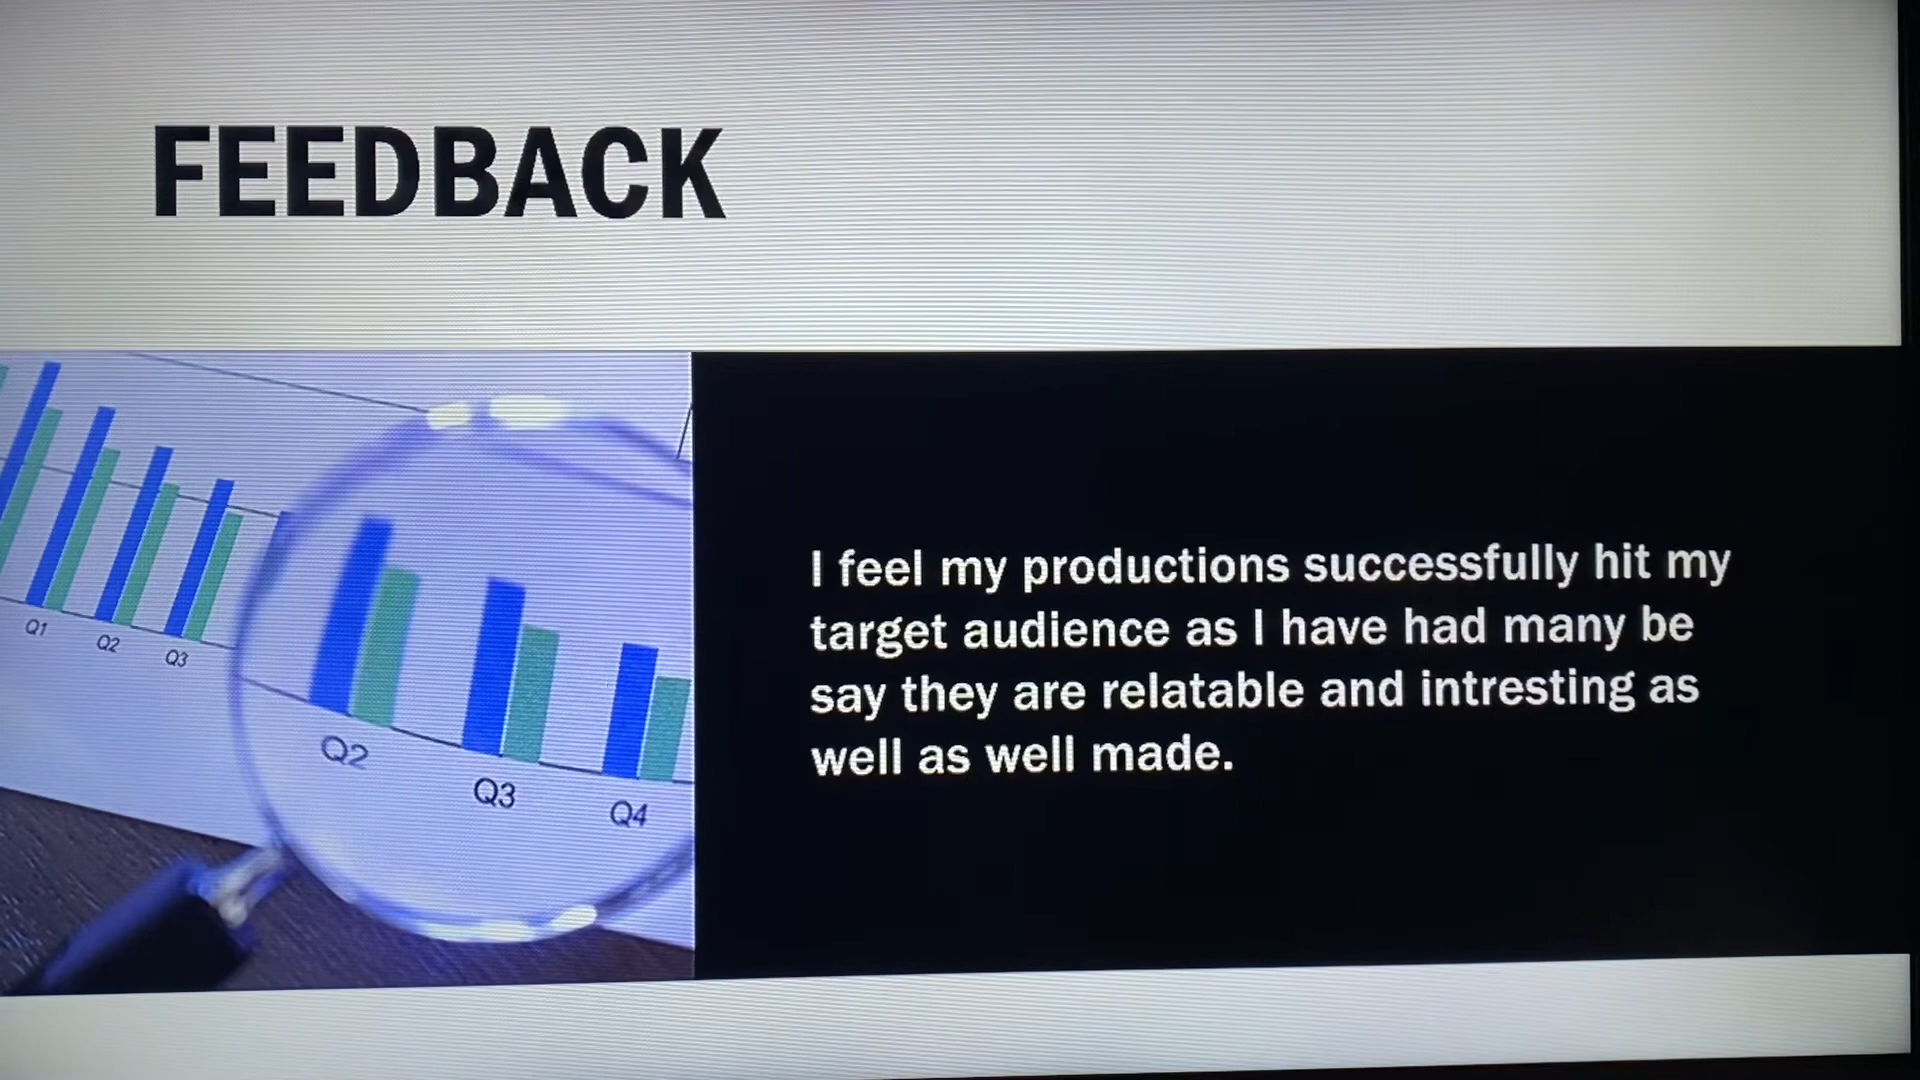 FEEDBACK
I feel my productions successfully hit my
target audience as I have had many be
say they are relatable and intresting as
well as well made.
Q1
Q2
Q3
Q2
Q3
Q4